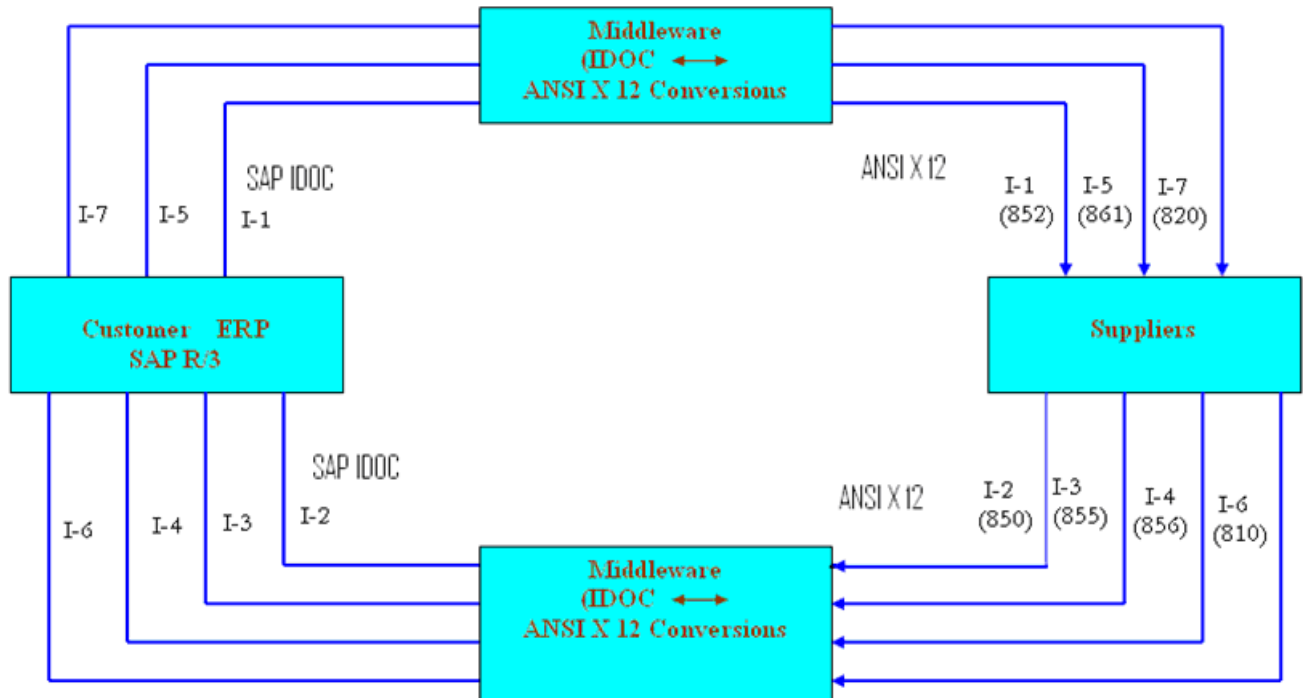 Middleware
(IDOC ↔
ANSI X 12 Conversions
SAP IDOC
ANSI X 12
I-7
I-5
I-1
I-1
(852)
I-5
(861)
I-7
(820)
Customer ERP
SAP R/3
Suppliers
SAP IDOC
ANSI X 12
I-6
I-4
I-3
I-2
I-2
(850)
I-3
(855)
I-4
(856)
I-6
(810)
Middleware
(IDOC ↔
ANSI X 12 Conversions